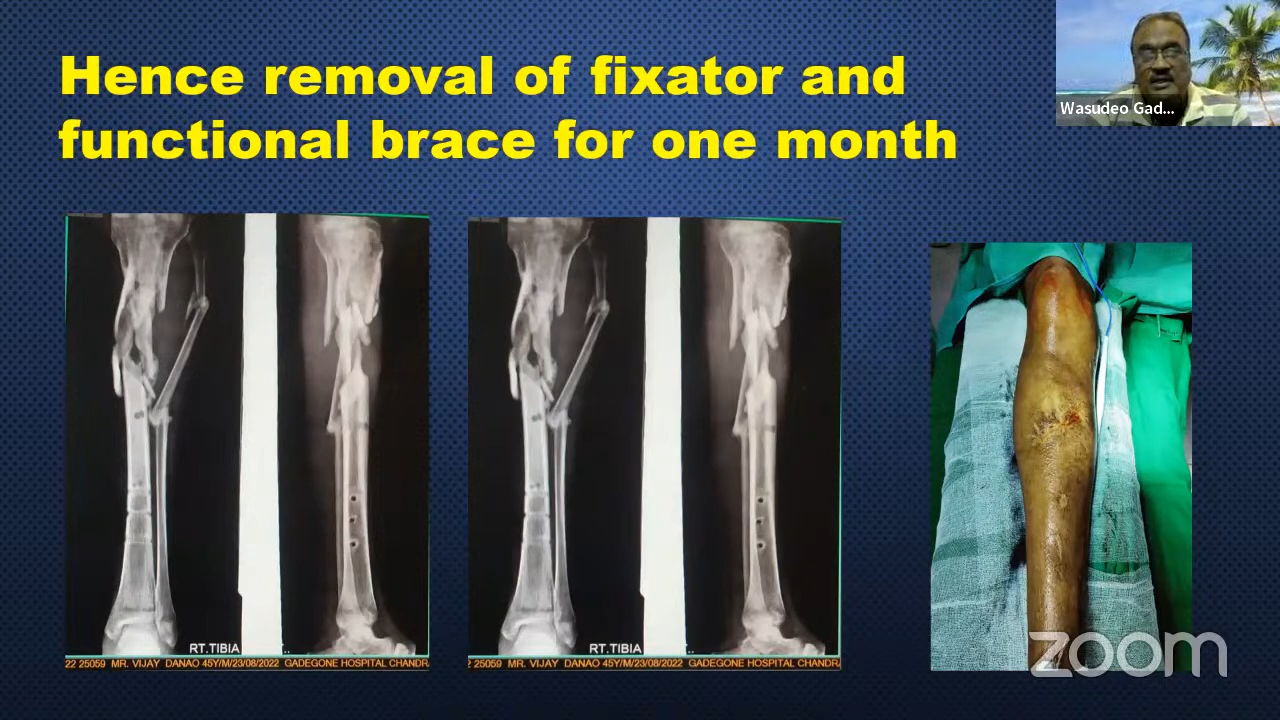 Hence removal of fixator and
functional brace for one month
Wasudeo Gad...
RT.TIBIA
22 25059 MR. VIJAY DANAO 45Y/M/23/08/2022 GADEGONE HOSPITAL CHANDR
RT.TIBIA
25059 MR. VIJAY DANAO 45Y/M/23/08/2022 GADEGONE HOSPITAL CHANDRA
zoom